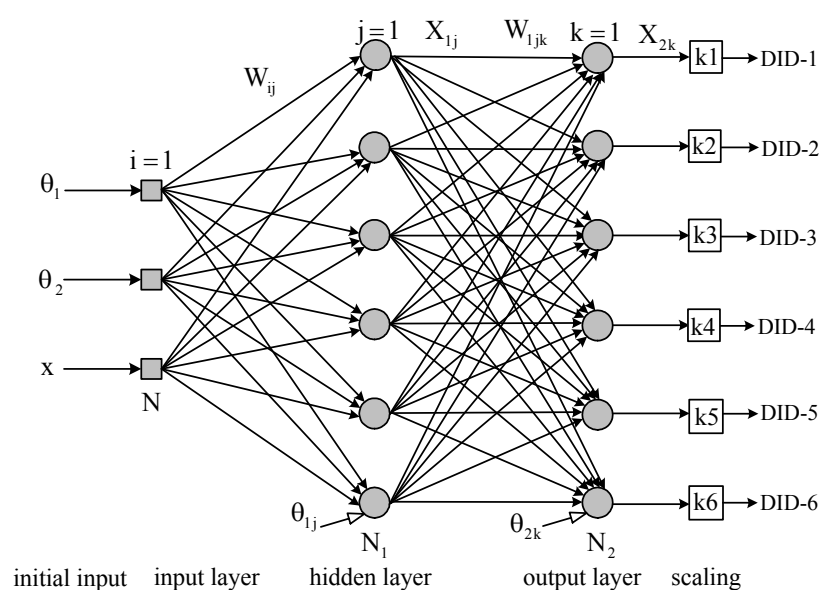 j = 1 X1j W1jk k = 1 X2k k1 DID-1
Wij
i = 1 k2 DID-2
θ1
k3 DID-3
θ2
k4 DID-4
x
N
k5 DID-5
θ1j θ2k k6 DID-6
N1 N2
initial input input layer hidden layer output layer scaling